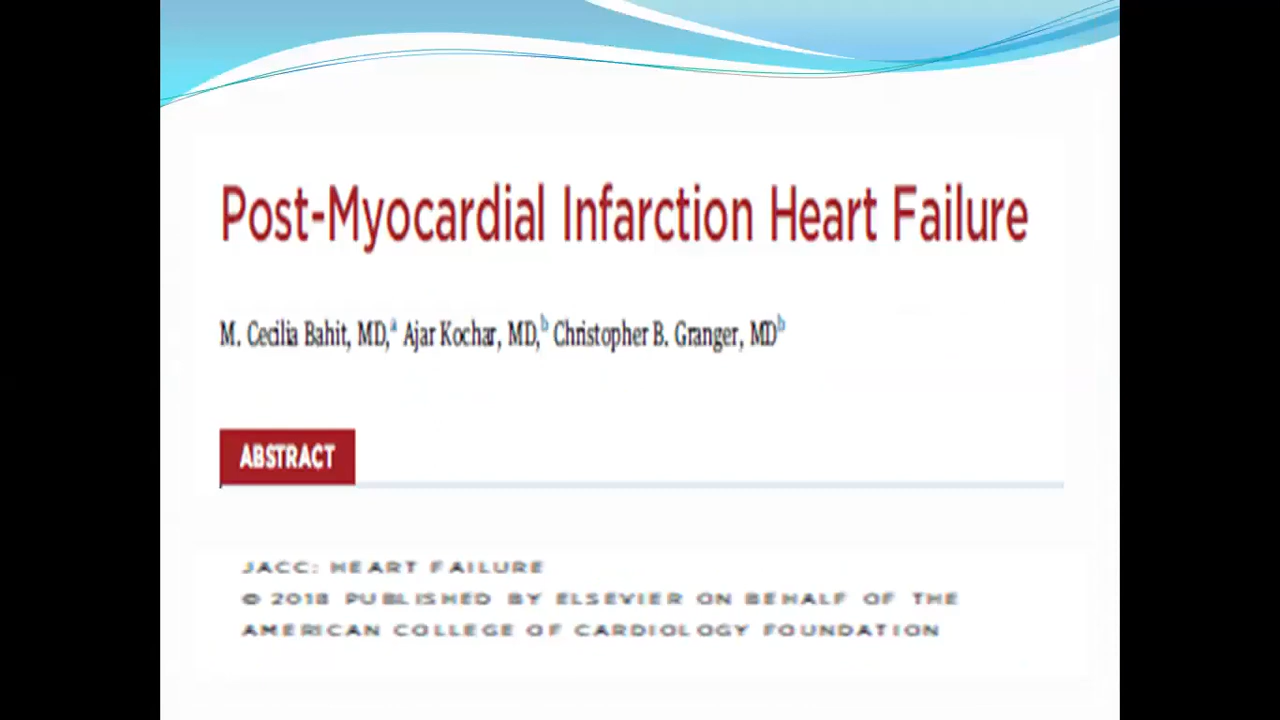 Post-Myocardial Infarction Heart Failure
M. Cecilia Bahit, MD,ᵃ Ajar Kochar, MD,ᵇ Christopher B. Granger, MDᵇ
ABSTRACT
JACC: HEART FAILURE
© 2018 PUBLISHED BY ELSEVIER ON BEHALF OF THE
AMERICAN COLLEGE OF CARDIOLOGY FOUNDATION